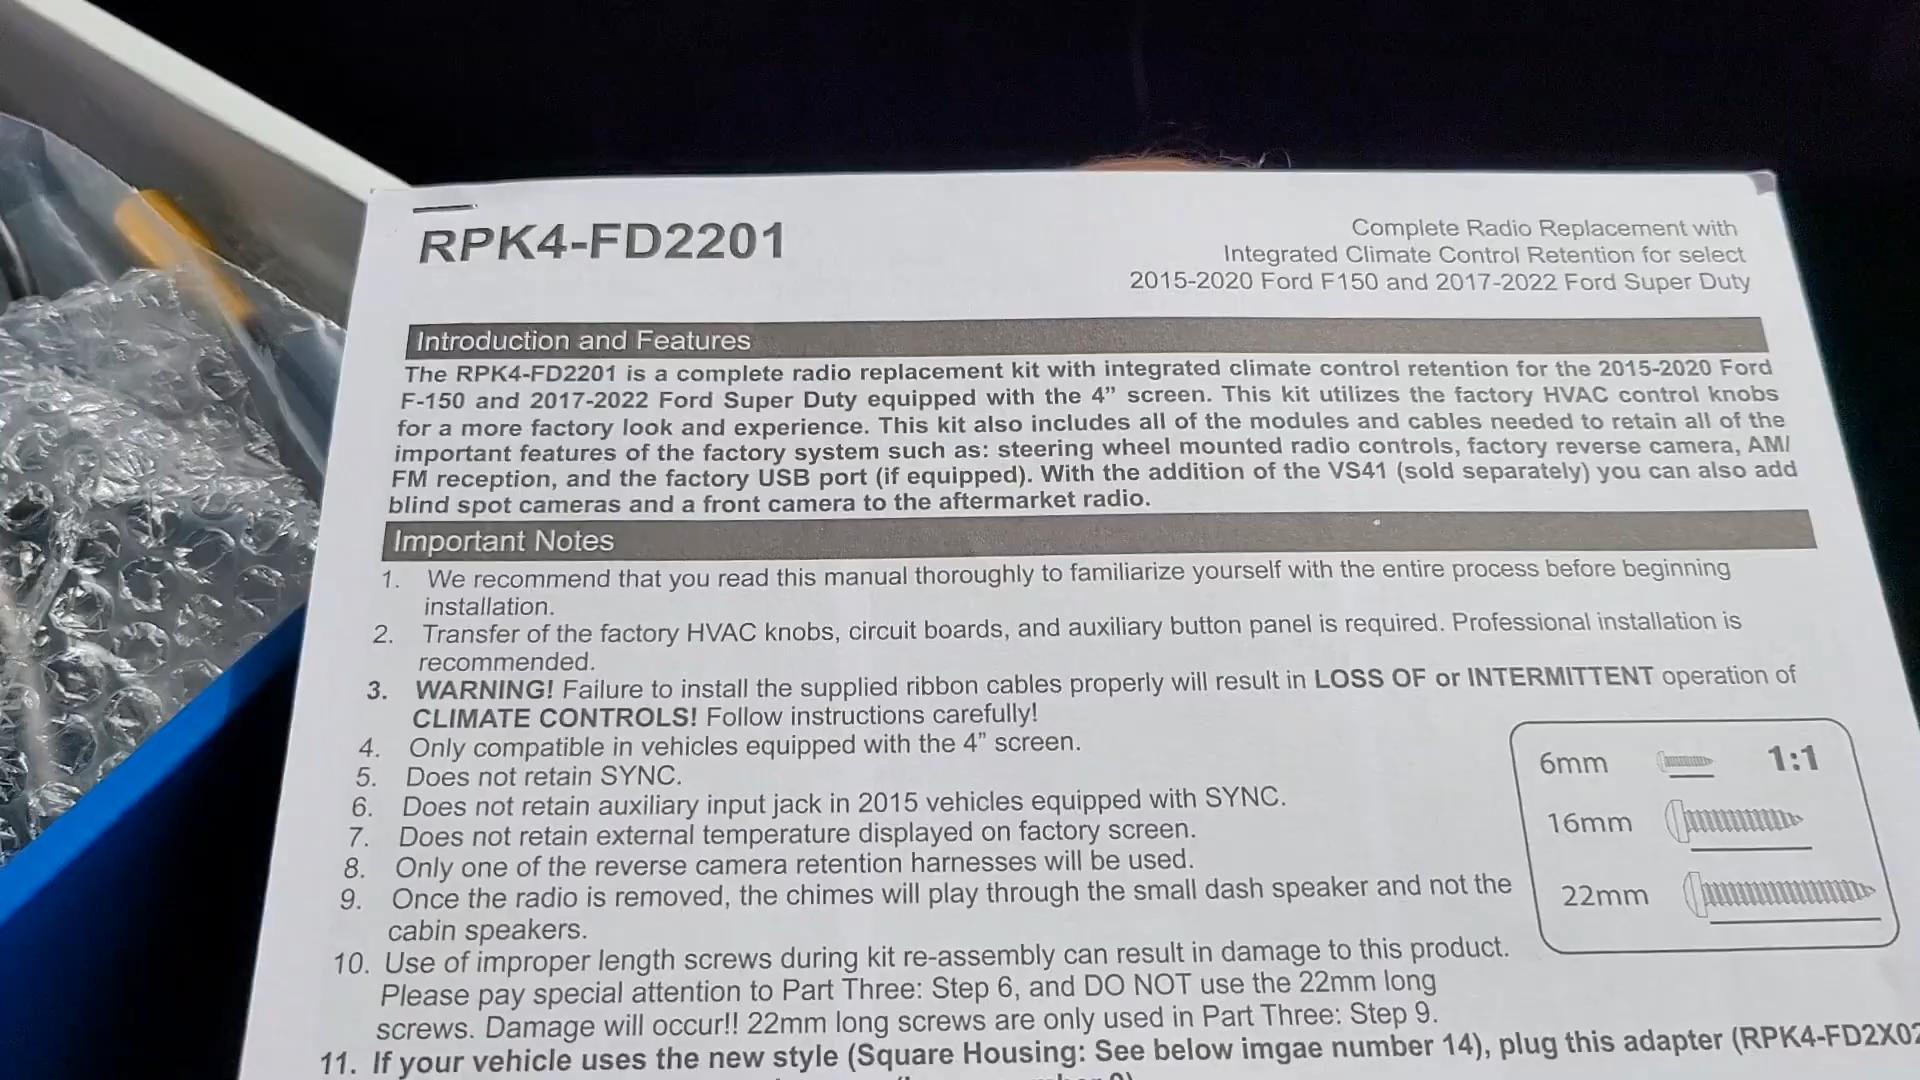 RPK4-FD2201
Complete Radio Replacement with
Integrated Climate Control Retention for select
2015-2020 Ford F150 and 2017-2022 Ford Super Duty
Introduction and Features
The RPK4-FD2201 is a complete radio replacement kit with integrated climate control retention for the 2015-2020 Ford
F-150 and 2017-2022 Ford Super Duty equipped with the 4” screen. This kit utilizes the factory HVAC control knobs
for a more factory look and experience. This kit also includes all of the modules and cables needed to retain all of the
important features of the factory system such as: steering wheel mounted radio controls, factory reverse camera, AM/
FM reception, and the factory USB port (if equipped). With the addition of the VS41 (sold separately) you can also add
blind spot cameras and a front camera to the aftermarket radio.
Important Notes
1. We recommend that you read this manual thoroughly to familiarize yourself with the entire process before beginning
installation.
2. Transfer of the factory HVAC knobs, circuit boards, and auxiliary button panel is required. Professional installation is
recommended.
3. WARNING! Failure to install the supplied ribbon cables properly will result in LOSS OF or INTERMITTENT operation of
CLIMATE CONTROLS! Follow instructions carefully!
4. Only compatible in vehicles equipped with the 4” screen.
5. Does not retain SYNC.
6. Does not retain auxiliary input jack in 2015 vehicles equipped with SYNC.
7. Does not retain external temperature displayed on factory screen.
8. Only one of the reverse camera retention harnesses will be used.
9. Once the radio is removed, the chimes will play through the small dash speaker and not the
cabin speakers.
10. Use of improper length screws during kit re-assembly can result in damage to this product.
Please pay special attention to Part Three: Step 6, and DO NOT use the 22mm long
screws. Damage will occur!! 22mm long screws are only used in Part Three: Step 9.
11. If your vehicle uses the new style (Square Housing: See below imgae number 14), plug this adapter (RPK4-FD2X02
6mm 1:1
16mm
22mm